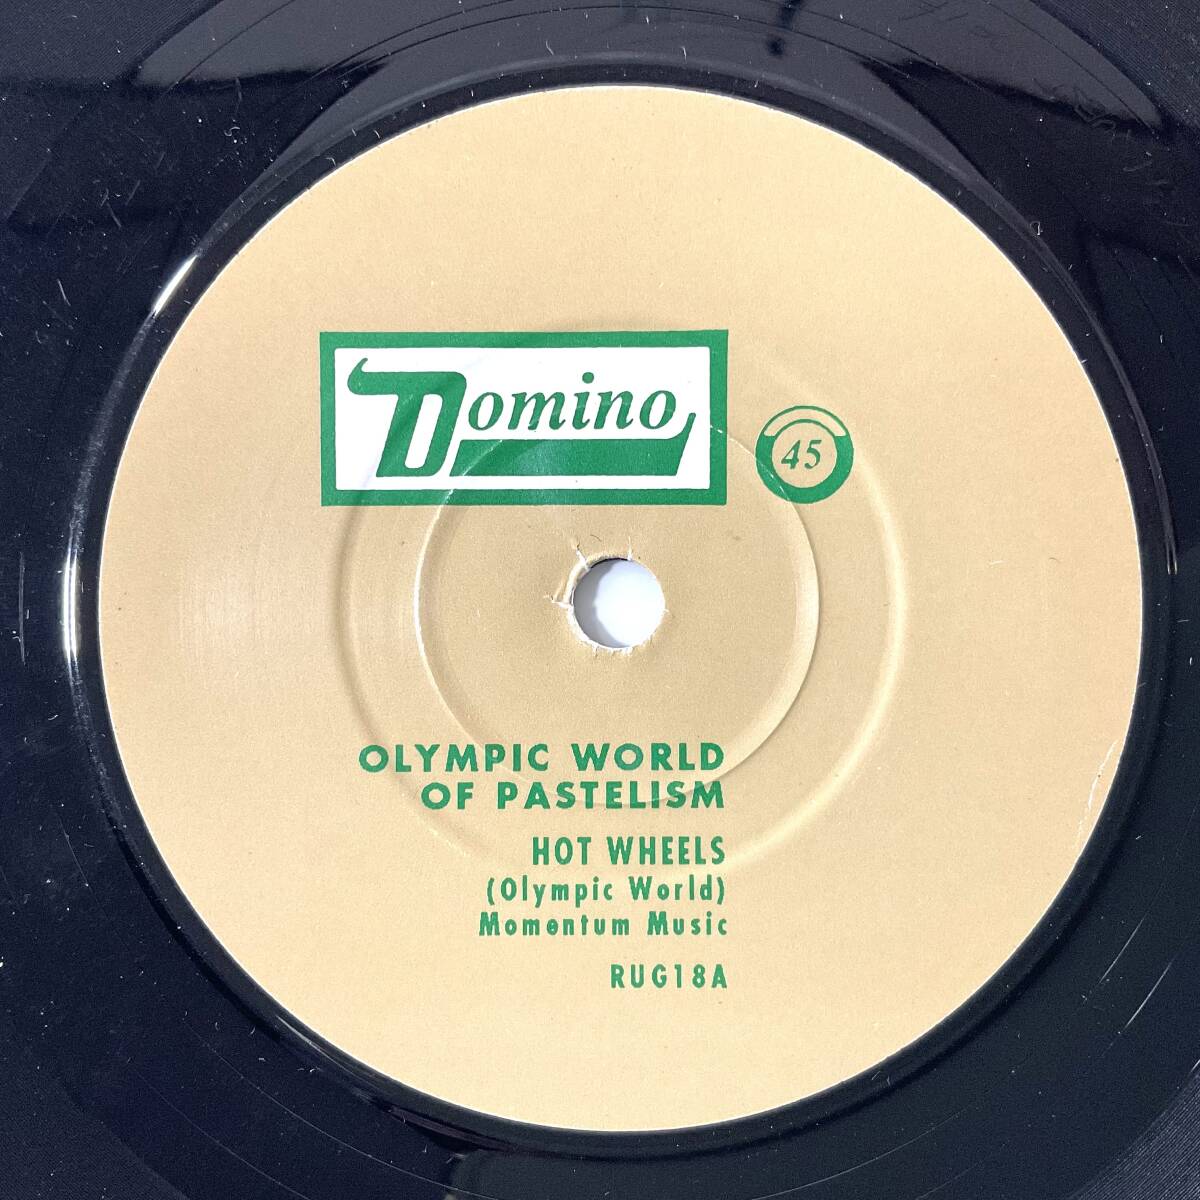 Domino
45
OLYMPIC WORLD
OF PASTELISM
HOT WHEELS
(Olympic World)
Momentum Music
RUG18A